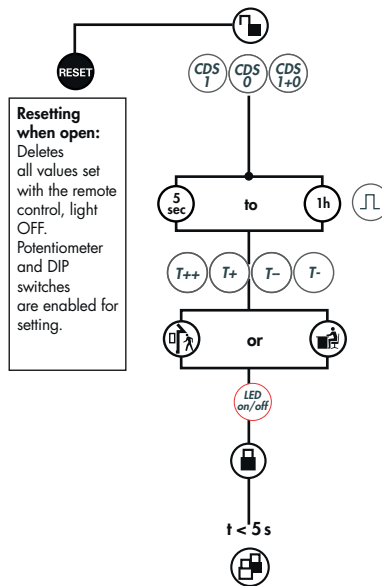 RESET
CDS
1
CDS
0
CDS
1+0
Resetting
when open:
Deletes
all values set
with the remote
control, light
OFF.
Potentiometer
and DIP
switches
are enabled for
setting.
5
sec
to
1h
T++
T+
T--
T-
or
LED
on/off
t < 5 s